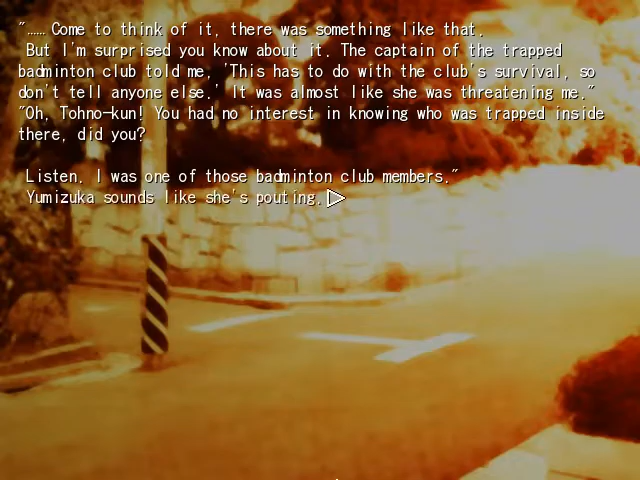 "…… Come to think of it, there was something like that.
But I'm surprised you know about it. The captain of the trapped
badminton club told me, 'This has to do with the club's survival, so
don't tell anyone else.' It was almost like she was threatening me."
"Oh, Tohno-kun! You had no interest in knowing who was trapped inside
there, did you?
Listen. I was one of those badminton club members."
Yumizuka sounds like she's pouting.